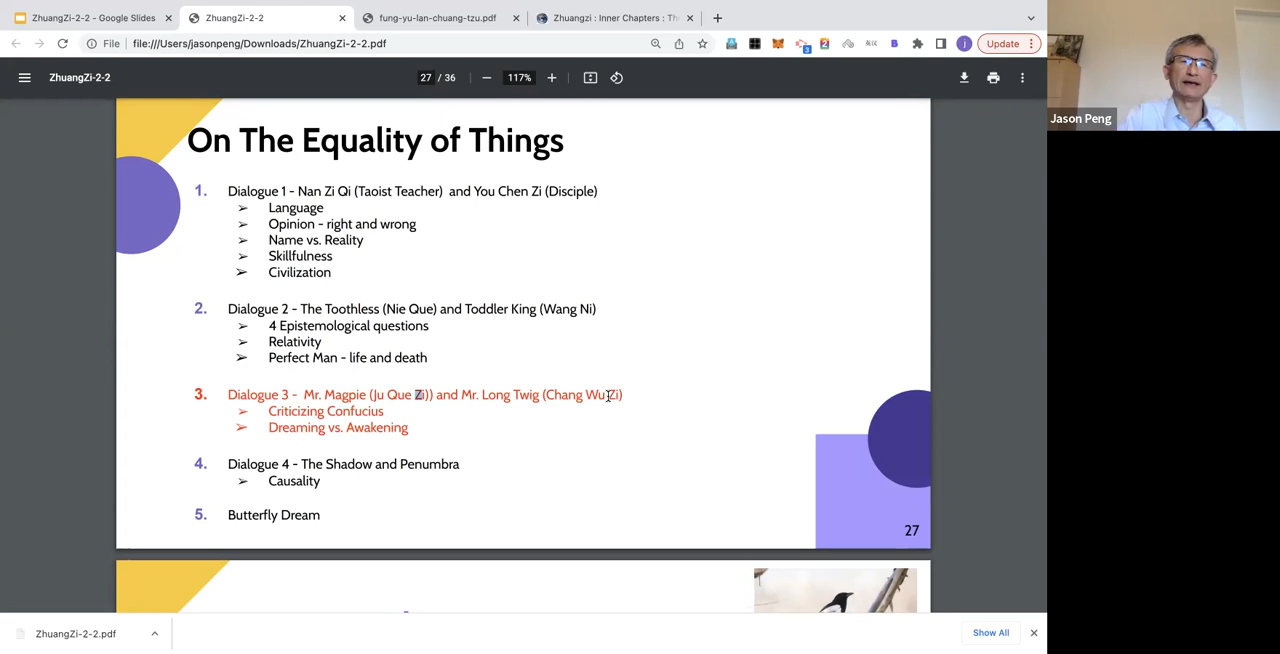 ZhuangZi-2-2 - Google Slides
ZhuangZi-2-2
fung-yu-lan-chuang-tzu.pdf
Zhuangzi : Inner Chapters : Th
File
file:///Users/jasonpeng/Downloads/ZhuangZi-2-2.pdf
Update
ZhuangZi-2-2
27 / 36
117%
Jason Peng
On The Equality of Things
1. Dialogue 1 - Nan Zi Qi (Taoist Teacher) and You Chen Zi (Disciple)
➢ Language
➢ Opinion - right and wrong
➢ Name vs. Reality
➢ Skillfulness
➢ Civilization
2. Dialogue 2 - The Toothless (Nie Que) and Toddler King (Wang Ni)
➢ 4 Epistemological questions
➢ Relativity
➢ Perfect Man - life and death
3. Dialogue 3 - Mr. Magpie (Ju Que Zi)) and Mr. Long Twig (Chang Wu Zi)
➢ Criticizing Confucius
➢ Dreaming vs. Awakening
4. Dialogue 4 - The Shadow and Penumbra
➢ Causality
5. Butterfly Dream
27
ZhuangZi-2-2.pdf
Show All